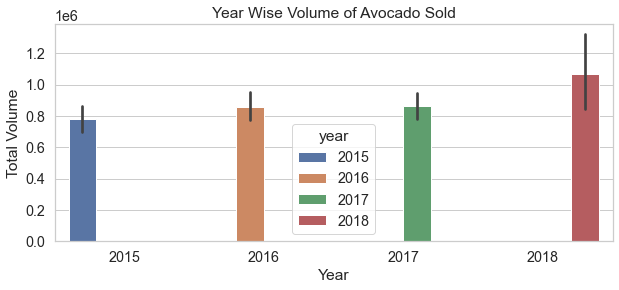 Year Wise Volume of Avocado Sold
1e6
1.2
1.0
0.8
0.6
0.4
0.2
0.0
Total Volume
year
2015
2016
2017
2018
2015 2016 2017 2018
Year